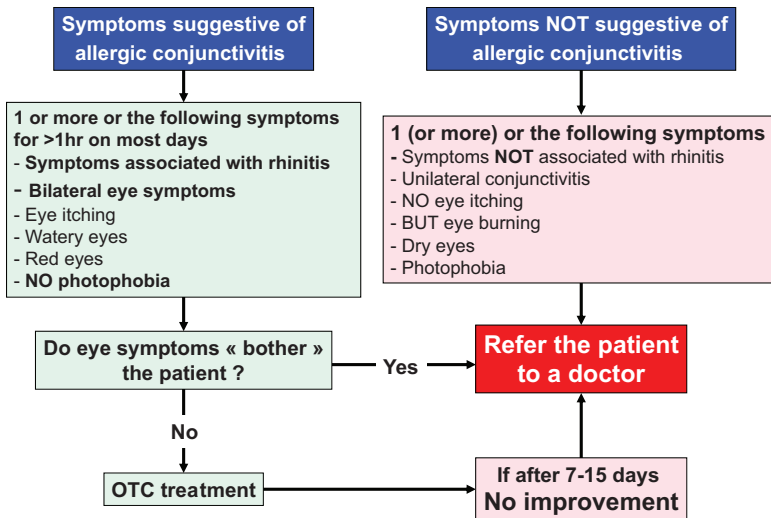 Symptoms suggestive of
allergic conjunctivitis
Symptoms NOT suggestive of
allergic conjunctivitis
1 or more or the following symptoms
for >1hr on most days
- Symptoms associated with rhinitis
- Bilateral eye symptoms
- Eye itching
- Watery eyes
- Red eyes
- NO photophobia
1 (or more) or the following symptoms
- Symptoms NOT associated with rhinitis
- Unilateral conjunctivitis
- NO eye itching
- BUT eye burning
- Dry eyes
- Photophobia
Do eye symptoms « bother »
the patient ?
Yes
Refer the patient
to a doctor
No
OTC treatment
If after 7-15 days
No improvement